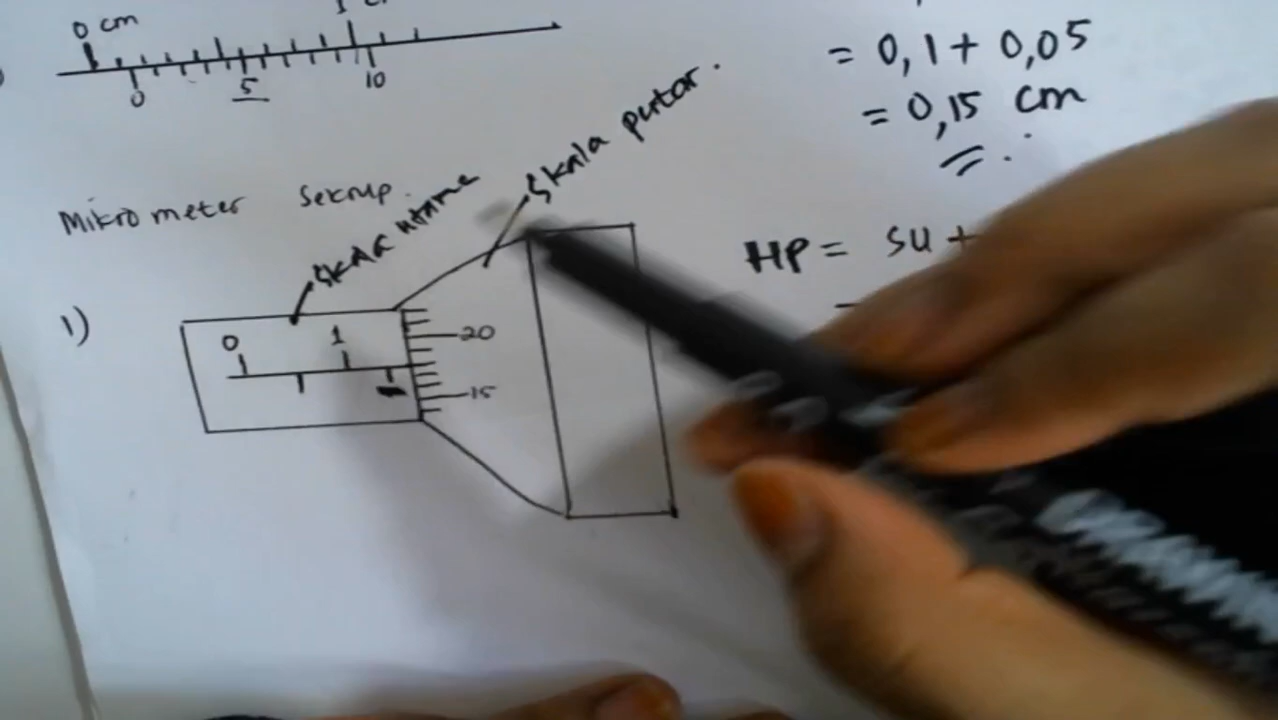 0 cm
0 5 10
= 0,1 + 0,05
= 0,15 cm
Mikrometer Sekrup.
Skala utama
Skala putar.
HP = SU +
=
1)
0 1
20
15